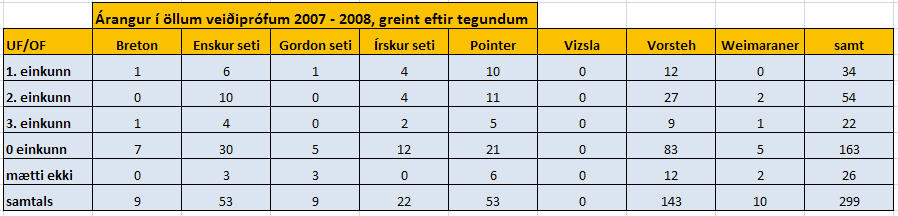 Árangur í öllum veiðiprófum 2007 - 2008, greint eftir tegundum
UF/OF Breton Enskur seti Gordon seti Írskur seti Pointer Vizsla Vorsteh Weimaraner samt
1. einkunn 1 6 1 4 10 0 12 0 34
2. einkunn 0 10 0 4 11 0 27 2 54
3. einkunn 1 4 0 2 5 0 9 1 22
0 einkunn 7 30 5 12 21 0 83 5 163
mætti ekki 0 3 3 0 6 0 12 2 26
samtals 9 53 9 22 53 0 143 10 299